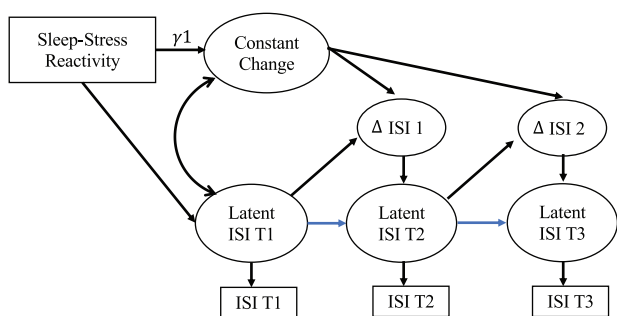 Sleep-Stress
Reactivity
γ1
Constant
Change
Δ ISI 1
Δ ISI 2
Latent
ISI T1
Latent
ISI T2
Latent
ISI T3
ISI T1
ISI T2
ISI T3